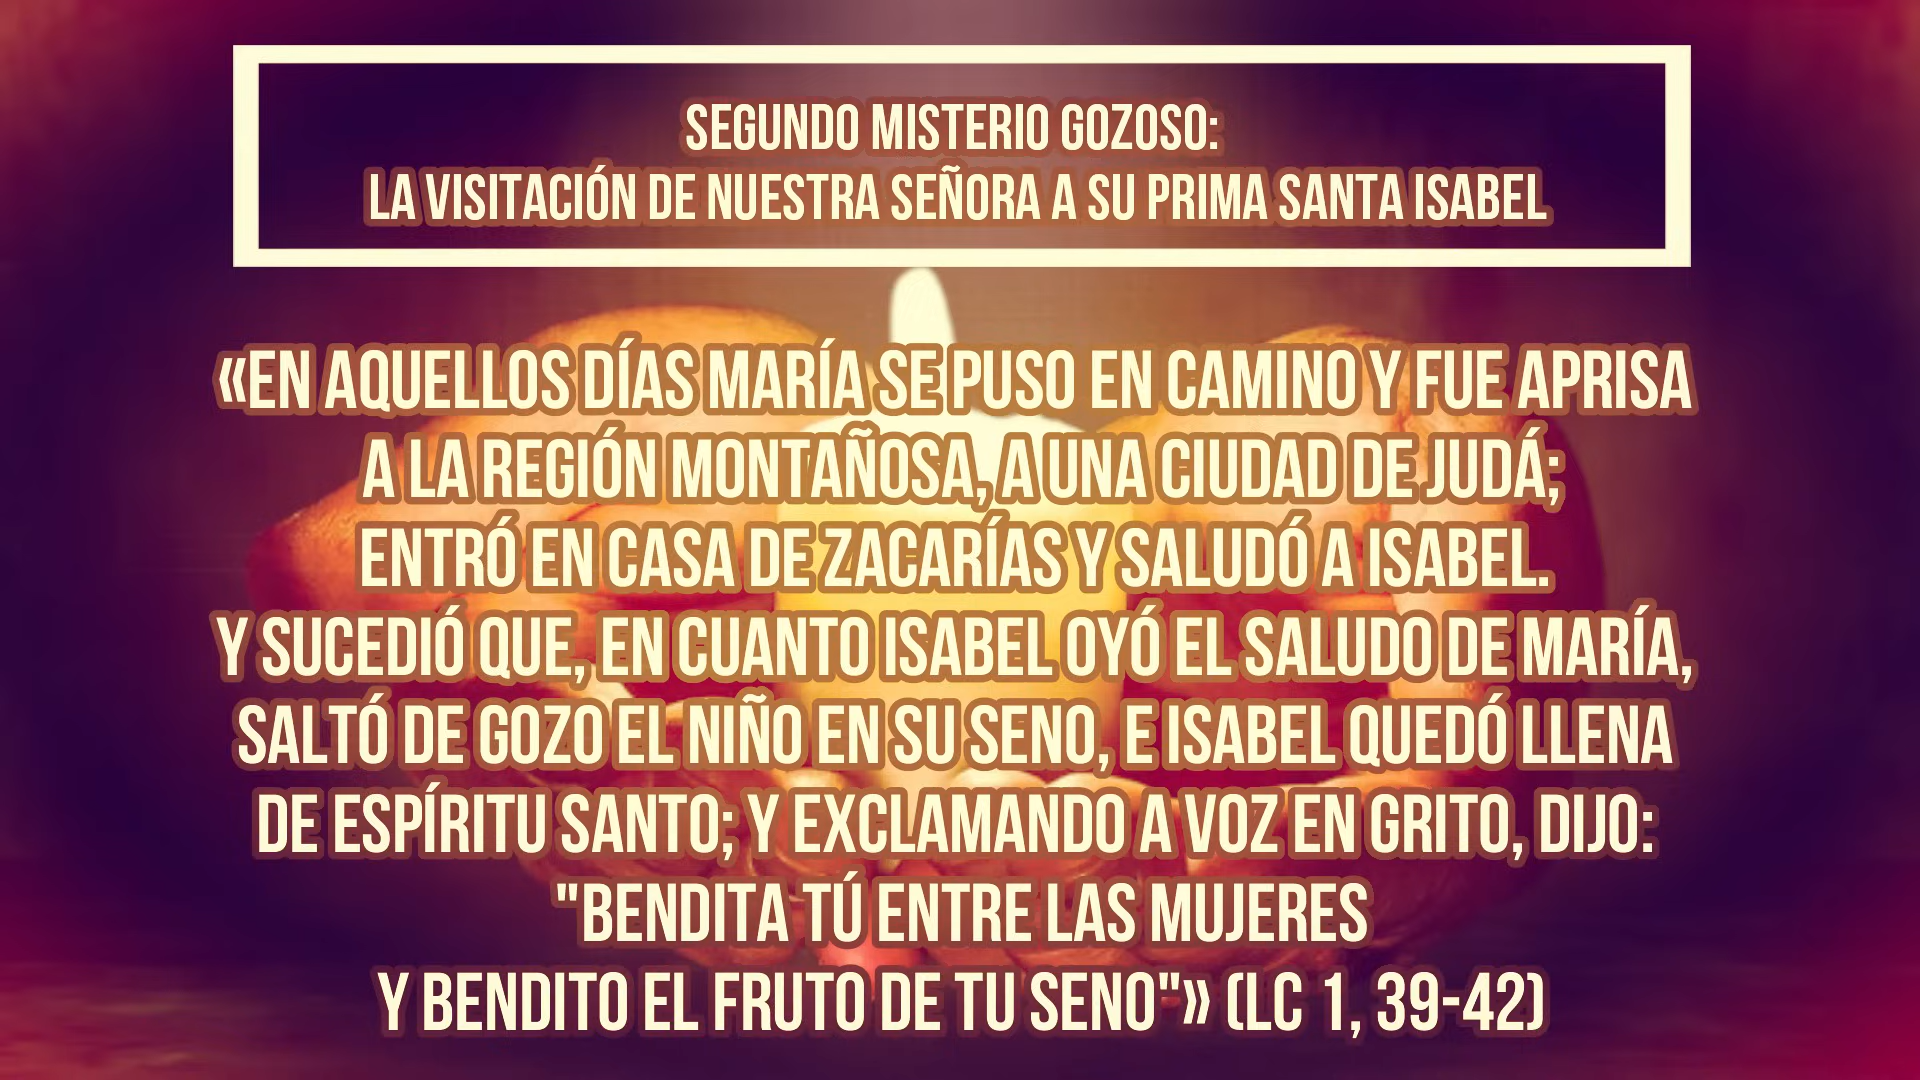 SEGUNDO MISTERIO GOZOSO:
LA VISITACIÓN DE NUESTRA SEÑORA A SU PRIMA SANTA ISABEL
«EN AQUELLOS DÍAS MARÍA SE PUSO EN CAMINO Y FUE APRISA
A LA REGIÓN MONTAÑOSA, A UNA CIUDAD DE JUDÁ;
ENTRÓ EN CASA DE ZACARÍAS Y SALUDÓ A ISABEL.
Y SUCEDIÓ QUE, EN CUANTO ISABEL OYÓ EL SALUDO DE MARÍA,
SALTÓ DE GOZO EL NIÑO EN SU SENO, E ISABEL QUEDÓ LLENA
DE ESPÍRITU SANTO; Y EXCLAMANDO A VOZ EN GRITO, DIJO:
"BENDITA TÚ ENTRE LAS MUJERES
Y BENDITO EL FRUTO DE TU SENO"» (LC 1, 39-42)